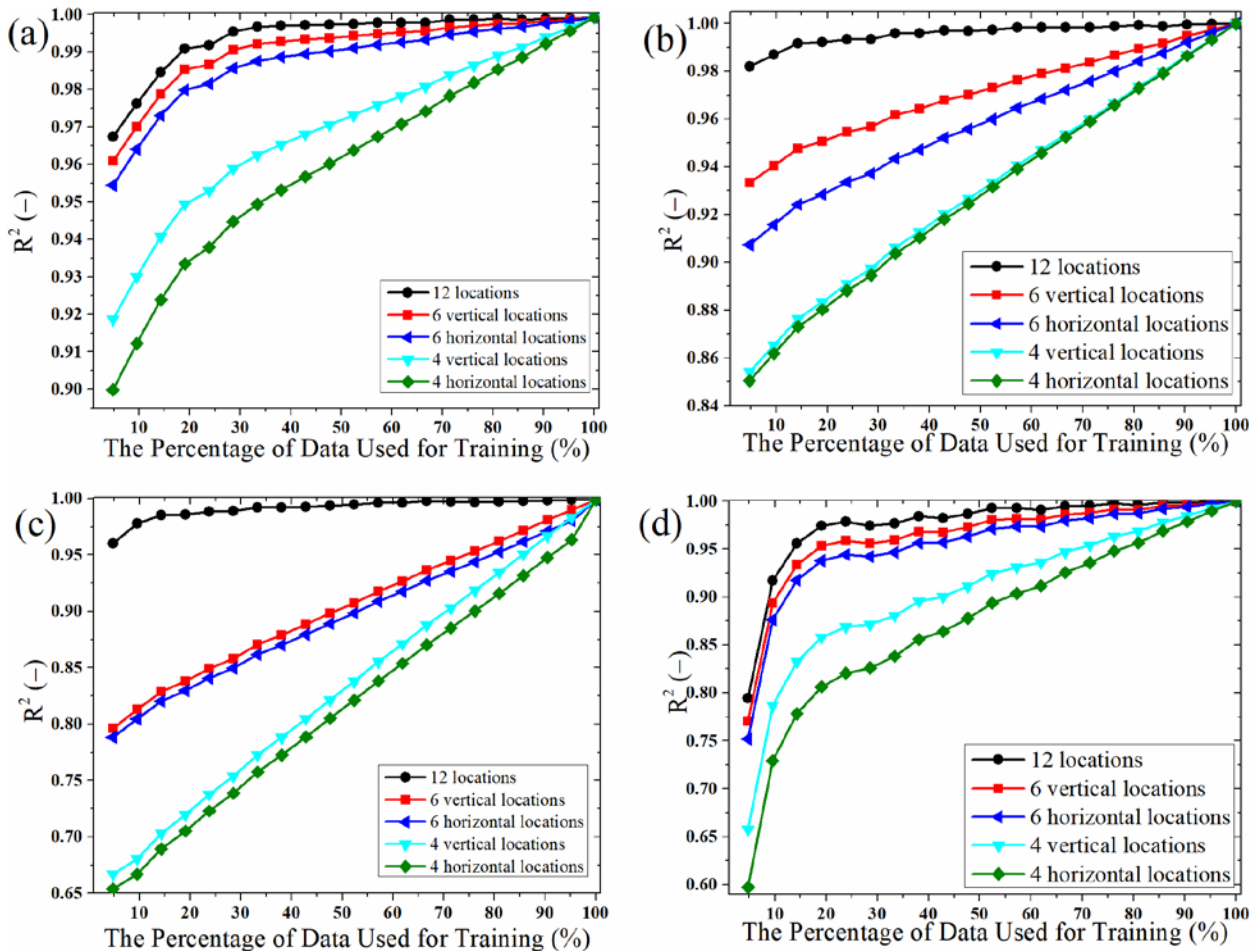 (a)
1.00
0.99
0.98
0.97
0.96
0.95
0.94
0.93
0.92
0.91
0.90
R² (–)
12 locations
6 vertical locations
6 horizontal locations
4 vertical locations
4 horizontal locations
10 20 30 40 50 60 70 80 90 100
The Percentage of Data Used for Training (%)
(b)
1.00
0.98
0.96
0.94
0.92
0.90
0.88
0.86
0.84
R² (–)
12 locations
6 vertical locations
6 horizontal locations
4 vertical locations
4 horizontal locations
10 20 30 40 50 60 70 80 90 100
The Percentage of Data Used for Training (%)
(c)
1.00
0.95
0.90
0.85
0.80
0.75
0.70
0.65
R² (–)
12 locations
6 vertical locations
6 horizontal locations
4 vertical locations
4 horizontal locations
10 20 30 40 50 60 70 80 90 100
The Percentage of Data Used for Training (%)
(d)
1.00
0.95
0.90
0.85
0.80
0.75
0.70
0.65
0.60
R² (–)
12 locations
6 vertical locations
6 horizontal locations
4 vertical locations
4 horizontal locations
10 20 30 40 50 60 70 80 90 100
The Percentage of Data Used for Training (%)